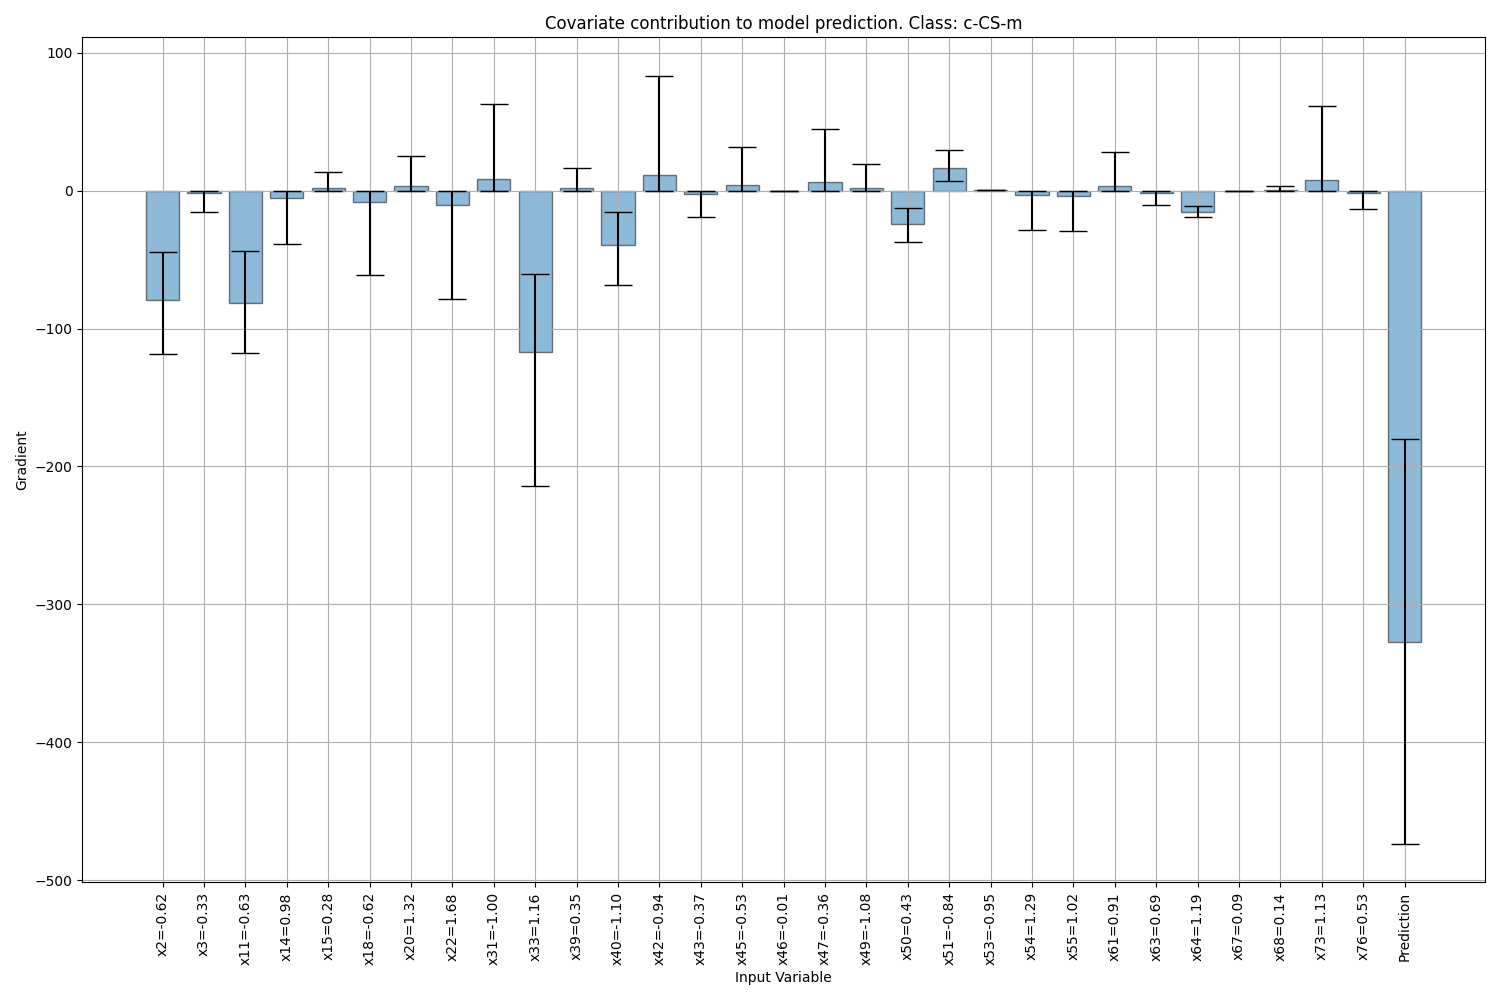 Covariate contribution to model prediction. Class: c-CS-m
100
0
−100
−200
−300
−400
−500
Gradient
x2=-0.62
x3=-0.33
x11=-0.63
x14=0.98
x15=0.28
x18=-0.62
x20=1.32
x22=1.68
x31=-1.00
x33=1.16
x39=0.35
x40=-1.10
x42=-0.94
x43=-0.37
x45=-0.53
x46=-0.01
x47=-0.36
x49=-1.08
x50=0.43
x51=-0.84
x53=-0.95
x54=1.29
x55=1.02
x61=0.91
x63=0.69
x64=1.19
x67=0.09
x68=0.14
x73=1.13
x76=0.53
Prediction
Input Variable